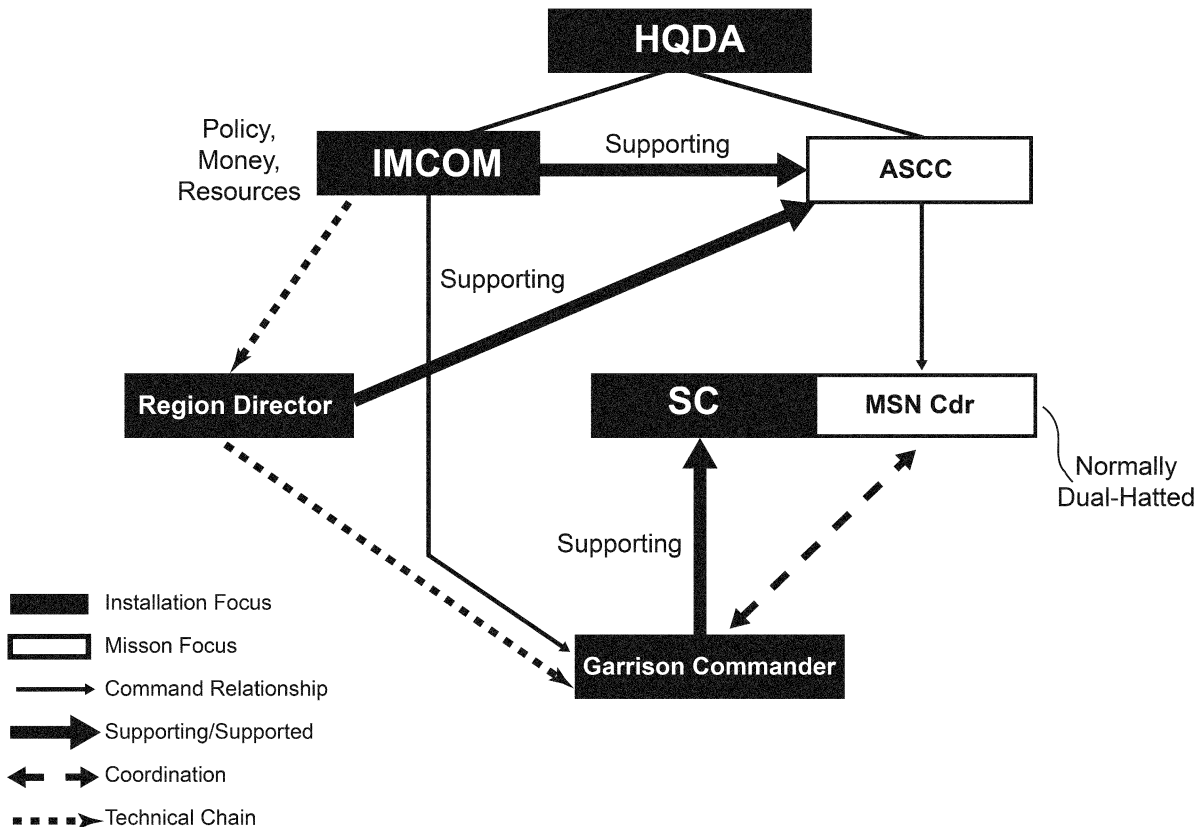 HQDA
Policy,
Money,
Resources
IMCOM
Supporting
ASCC
Supporting
Region Director
SC
MSN Cdr
Normally
Dual-Hatted
Supporting
Garrison Commander
Installation Focus
Misson Focus
Command Relationship
Supporting/Supported
Coordination
Technical Chain